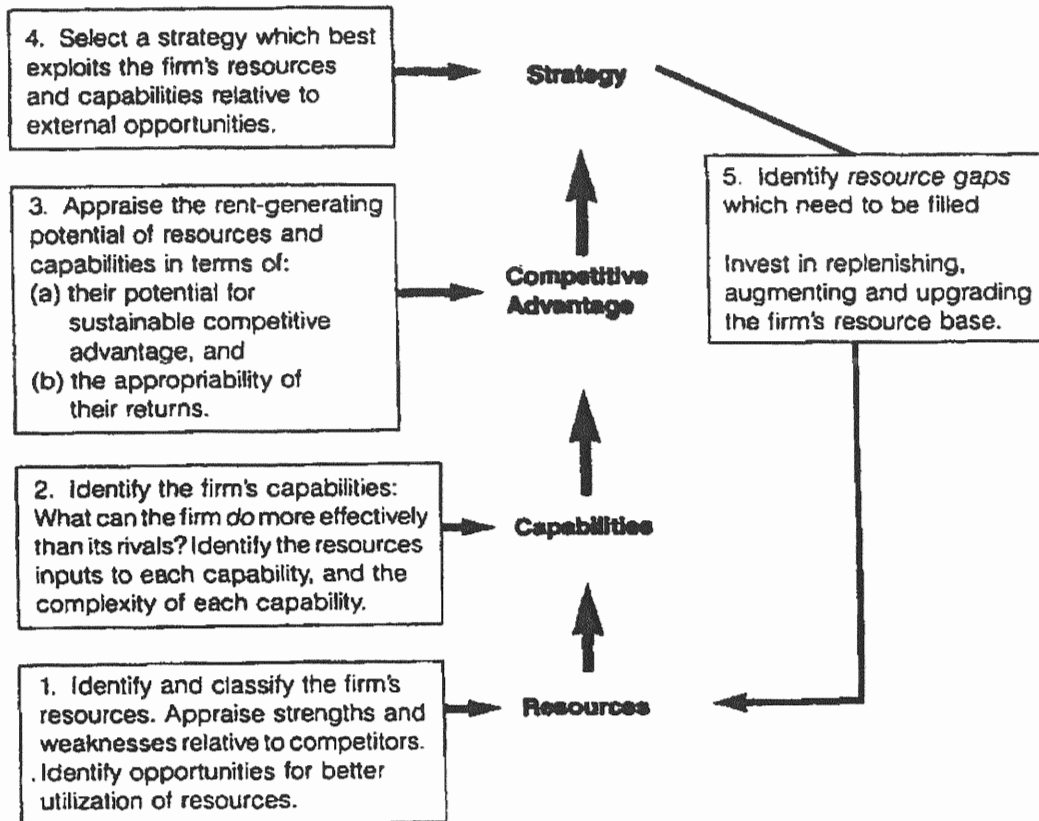 4. Select a strategy which best
exploits the firm's resources
and capabilities relative to
external opportunities.
Strategy
3. Appraise the rent-generating
potential of resources and
capabilities in terms of:
(a) their potential for
sustainable competitive
advantage, and
(b) the appropriability of
their returns.
Competitive
Advantage
5. Identify resource gaps
which need to be filled
Invest in replenishing,
augmenting and upgrading
the firm's resource base.
2. Identify the firm's capabilities:
What can the firm do more effectively
than its rivals? Identify the resources
inputs to each capability, and the
complexity of each capability.
Capabilities
1. Identify and classify the firm's
resources. Appraise strengths and
weaknesses relative to competitors.
Identify opportunities for better
utilization of resources.
Resources